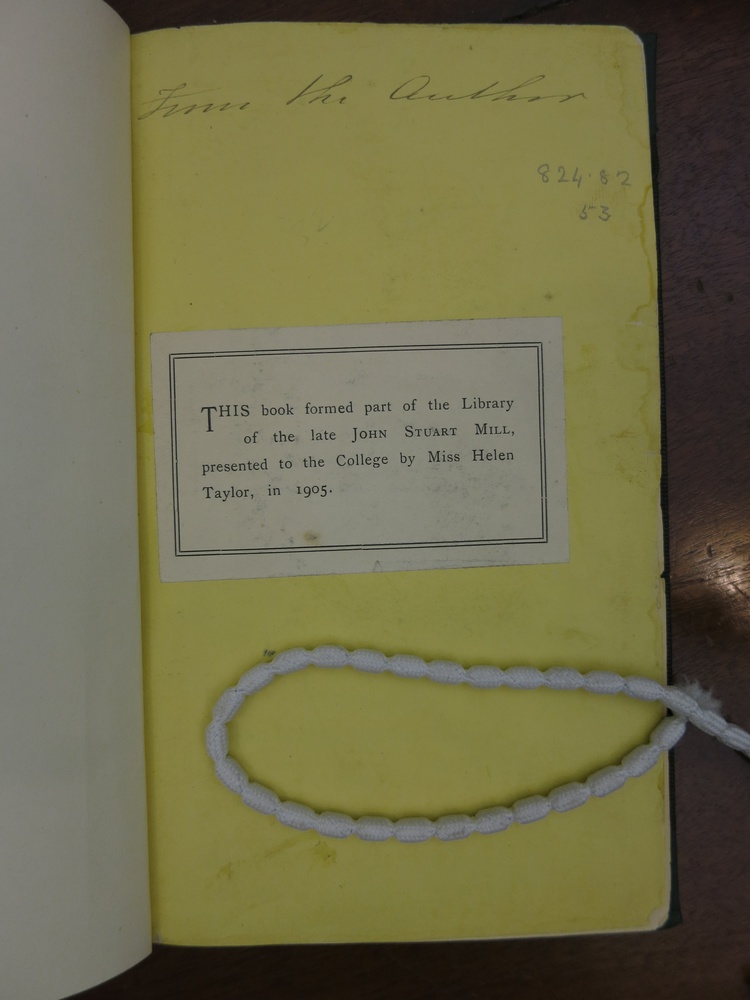 From the Author
824.82
53
THIS book formed part of the Library
of the late JOHN STUART MILL,
presented to the College by Miss Helen
Taylor, in 1905.